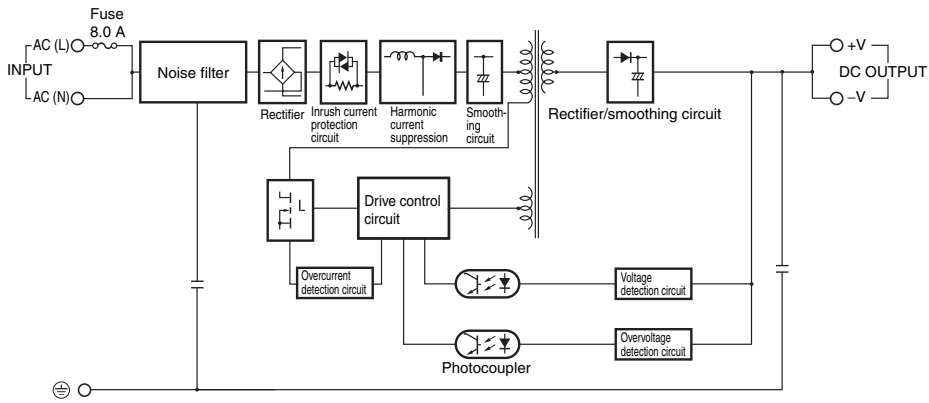 Fuse
8.0 A
AC (L)
INPUT
AC (N)
Noise filter
Rectifier
Inrush current
protection
circuit
Harmonic
current
suppression
Smooth-
ing
circuit
Rectifier/smoothing circuit
+V
DC OUTPUT
–V
Drive control
circuit
Overcurrent
detection circuit
Voltage
detection circuit
Overvoltage
detection circuit
Photocoupler